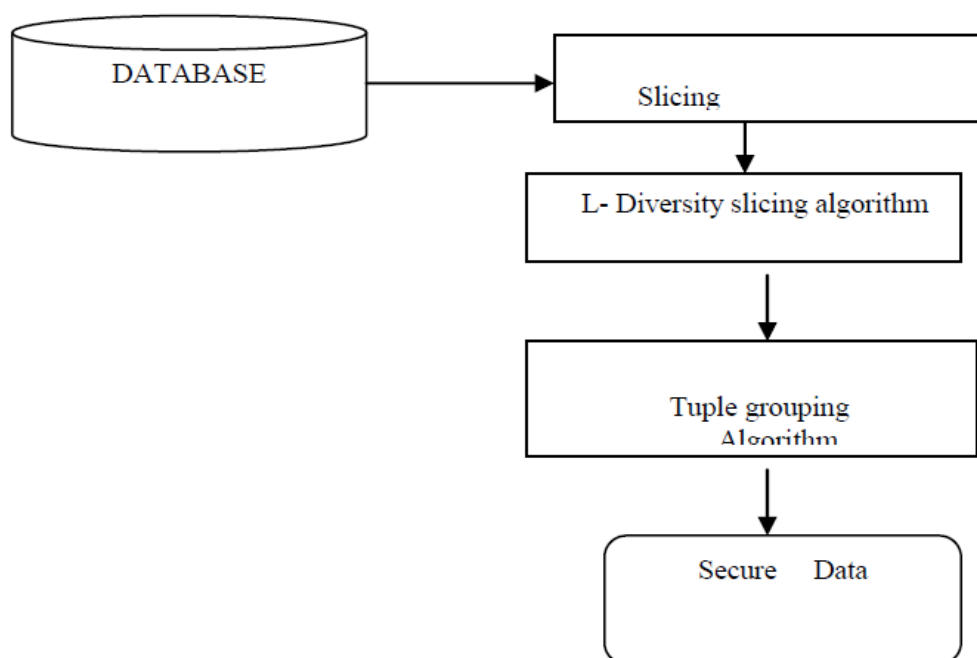 DATABASE
Slicing
L- Diversity slicing algorithm
Tuple grouping
Algorithm
Secure Data